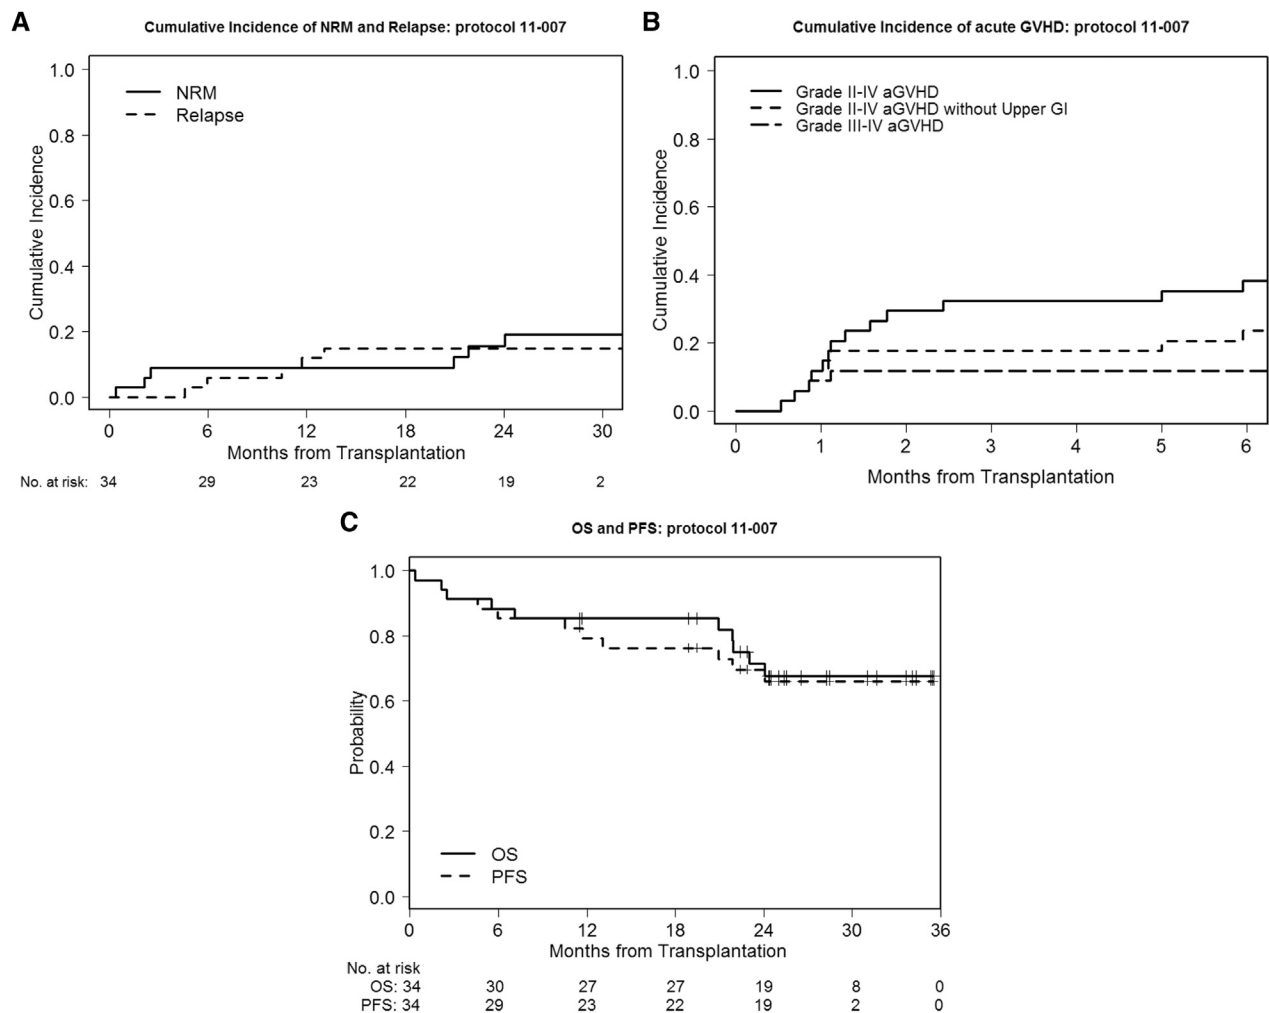 A
Cumulative Incidence of NRM and Relapse: protocol 11-007
1.0
0.8
0.6
0.4
0.2
0.0
Cumulative Incidence
NRM
Relapse
0 6 12 18 24 30
Months from Transplantation
No. at risk: 34 29 23 22 19 2
B
Cumulative Incidence of acute GVHD: protocol 11-007
1.0
0.8
0.6
0.4
0.2
0.0
Cumulative Incidence
Grade II-IV aGVHD
Grade II-IV aGVHD without Upper GI
Grade III-IV aGVHD
0 1 2 3 4 5 6
Months from Transplantation
C
OS and PFS: protocol 11-007
1.0
0.8
0.6
0.4
0.2
0.0
Probability
OS
PFS
0 6 12 18 24 30 36
Months from Transplantation
No. at risk
OS: 34 30 27 27 19 8 0
PFS: 34 29 23 22 19 2 0